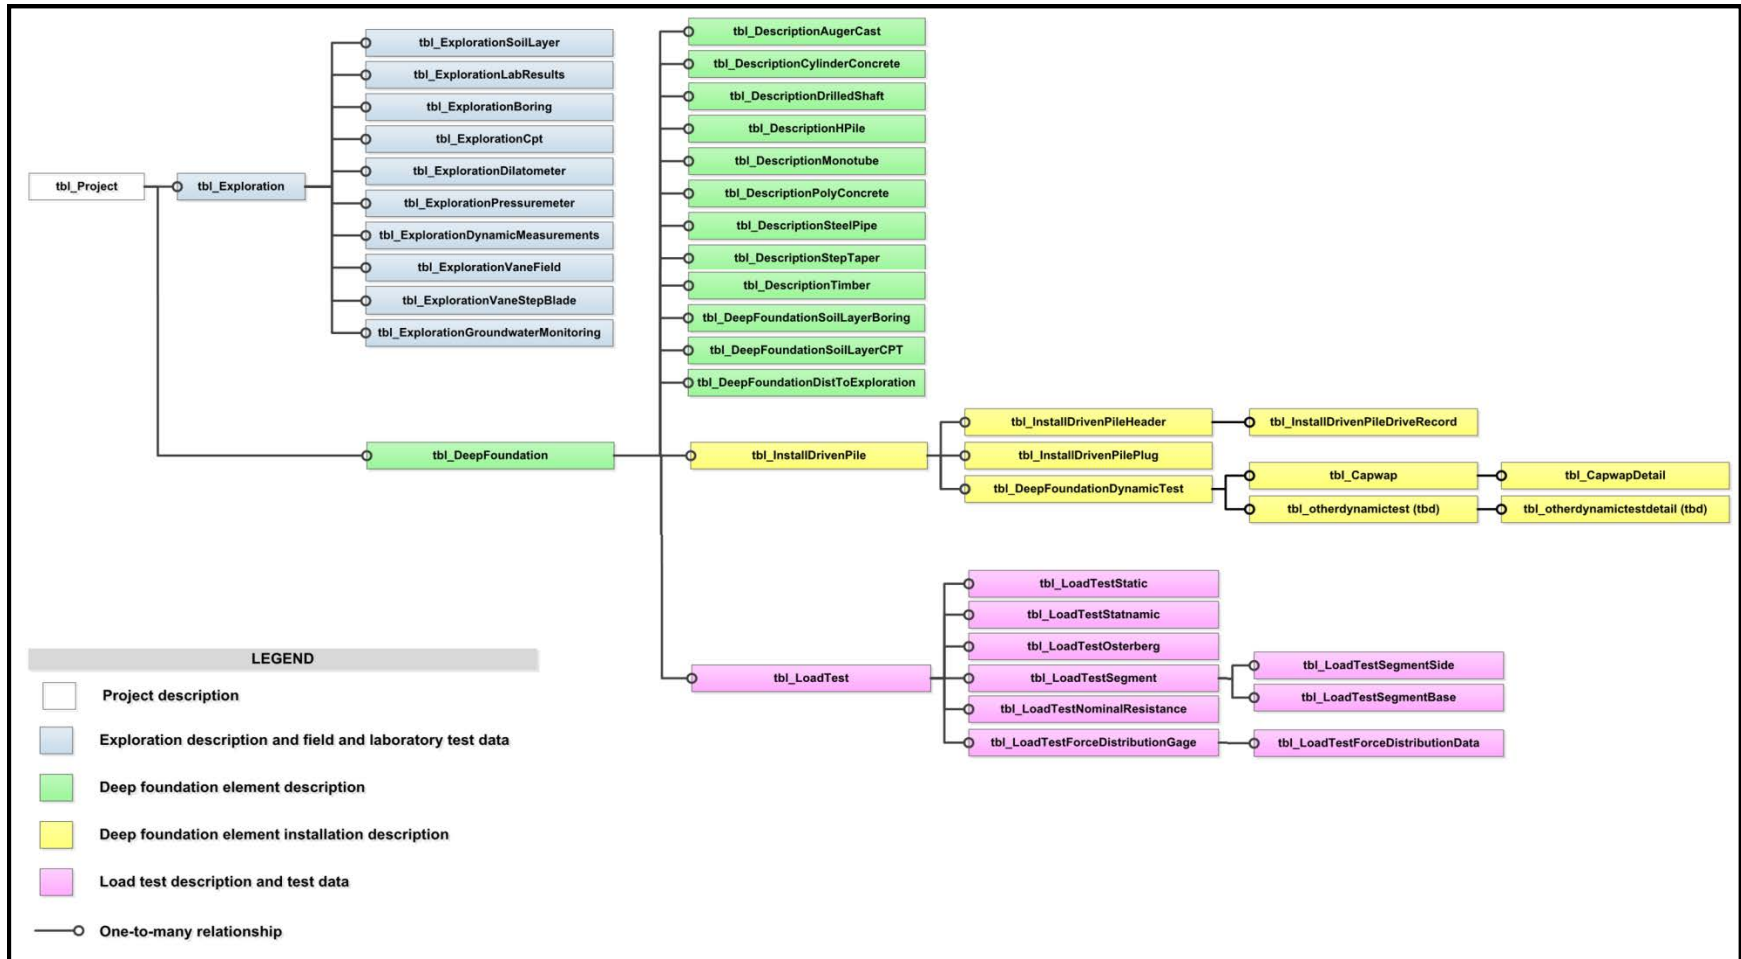 tbl_Project
tbl_Exploration
tbl_ExplorationSoilLayer
tbl_ExplorationLabResults
tbl_ExplorationBoring
tbl_ExplorationCpt
tbl_ExplorationDilatometer
tbl_ExplorationPressuremeter
tbl_ExplorationDynamicMeasurements
tbl_ExplorationVaneField
tbl_ExplorationVaneStepBlade
tbl_ExplorationGroundwaterMonitoring
tbl_DeepFoundation
tbl_DescriptionAugerCast
tbl_DescriptionCylinderConcrete
tbl_DescriptionDrilledShaft
tbl_DescriptionHPile
tbl_DescriptionMonotube
tbl_DescriptionPolyConcrete
tbl_DescriptionSteelPipe
tbl_DescriptionStepTaper
tbl_DescriptionTimber
tbl_DeepFoundationSoilLayerBoring
tbl_DeepFoundationSoilLayerCPT
tbl_DeepFoundationDistToExploration
tbl_InstallDrivenPile
tbl_InstallDrivenPileHeader
tbl_InstallDrivenPileDriveRecord
tbl_InstallDrivenPilePlug
tbl_DeepFoundationDynamicTest
tbl_Capwap
tbl_CapwapDetail
tbl_otherdynamictest (tbd)
tbl_otherdynamictestdetail (tbd)
tbl_LoadTest
tbl_LoadTestStatic
tbl_LoadTestStatnamic
tbl_LoadTestOsterberg
tbl_LoadTestSegment
tbl_LoadTestSegmentSide
tbl_LoadTestSegmentBase
tbl_LoadTestNominalResistance
tbl_LoadTestForceDistributionGage
tbl_LoadTestForceDistributionData
LEGEND
Project description
Exploration description and field and laboratory test data
Deep foundation element description
Deep foundation element installation description
Load test description and test data
One-to-many relationship